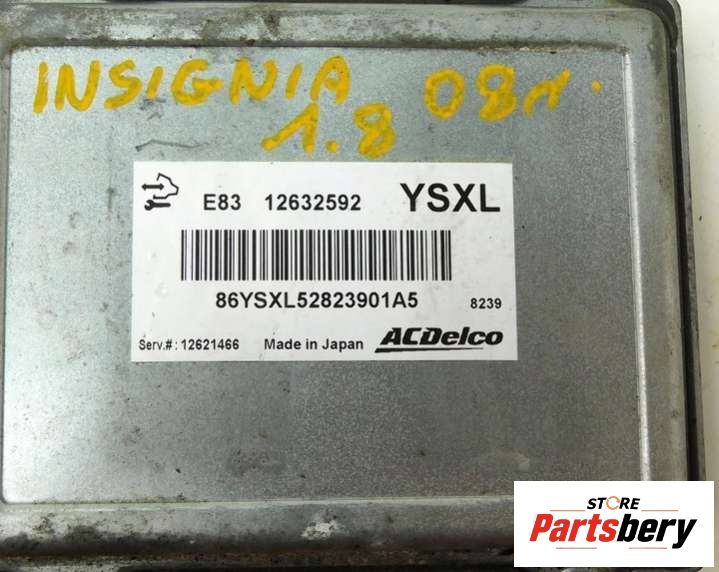 INSIGNIA 08r.
1.8
E83 12632592 YSXL
86YSXL52823901A5 8239
Serv.#: 12621466 Made in Japan ACDelco
STORE
Partsbery